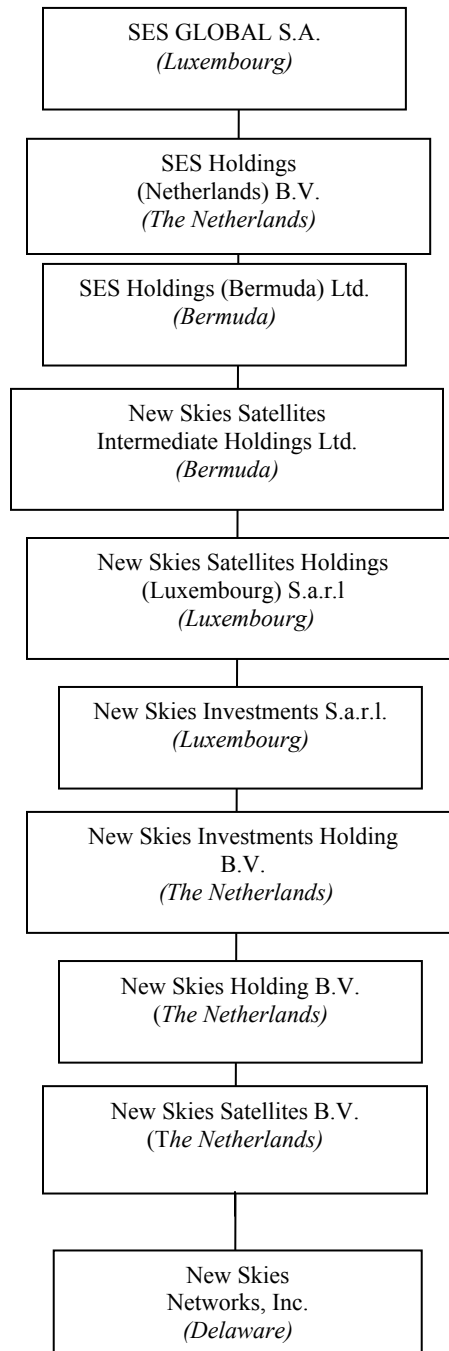 SES GLOBAL S.A.
(Luxembourg)
SES Holdings
(Netherlands) B.V.
(The Netherlands)
SES Holdings (Bermuda) Ltd.
(Bermuda)
New Skies Satellites
Intermediate Holdings Ltd.
(Bermuda)
New Skies Satellites Holdings
(Luxembourg) S.a.r.l
(Luxembourg)
New Skies Investments S.a.r.l.
(Luxembourg)
New Skies Investments Holding
B.V.
(The Netherlands)
New Skies Holding B.V.
(The Netherlands)
New Skies Satellites B.V.
(The Netherlands)
New Skies
Networks, Inc.
(Delaware)